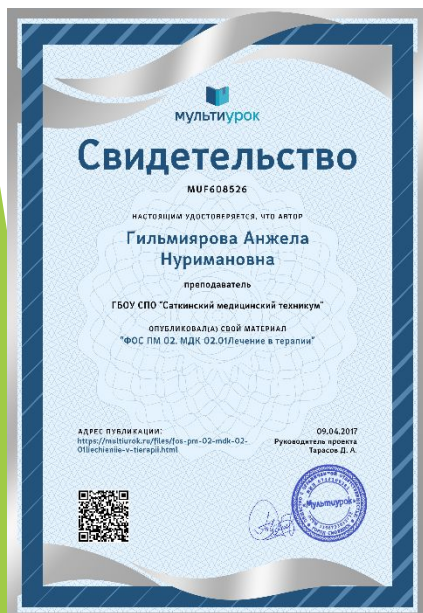 мультиурок
Свидетельство
MUF608526
НАСТОЯЩИМ УДОСТОВЕРЯЕТСЯ, ЧТО АВТОР
Гильмиярова Анжела
Нуримановна
преподаватель
ГБОУ СПО "Саткинский медицинский техникум"
ОПУБЛИКОВАЛ(А) СВОЙ МАТЕРИАЛ
"ФОС ПМ 02. МДК 02.01Лечение в терапии"
АДРЕС ПУБЛИКАЦИИ:
https://multiurok.ru/files/fos-pm-02-mdk-02-
01liechieniie-v-tierapii.html
09.04.2017
Руководитель проекта
Тарасов Д. А.
«Мультиурок»